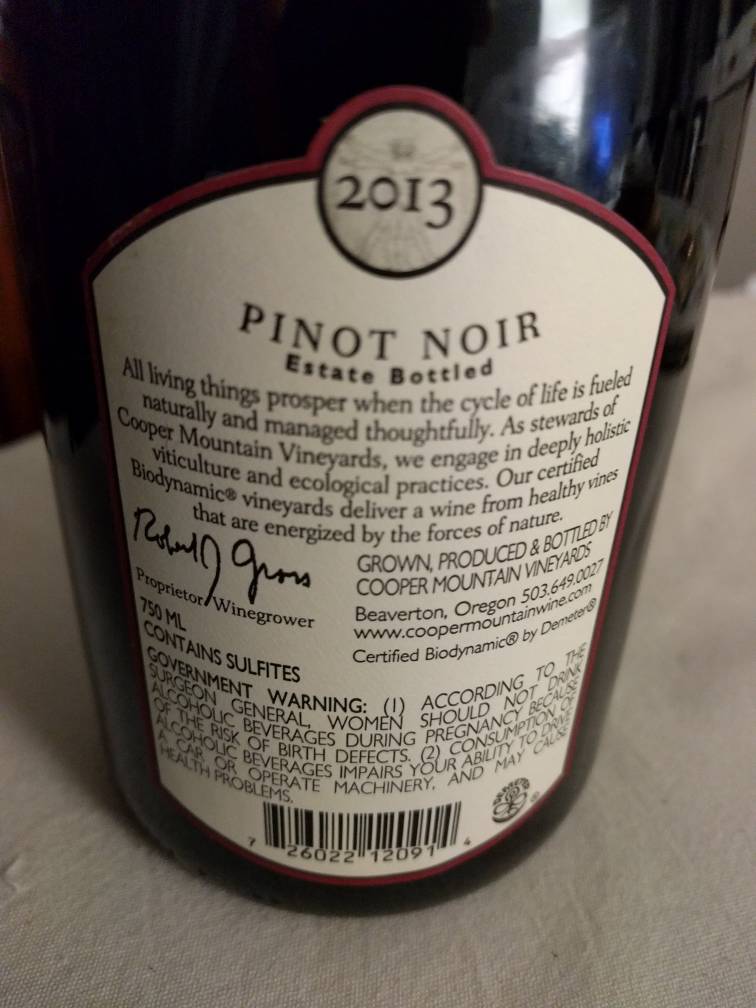 2013
PINOT NOIR
Estate Bottled
All living things prosper when the cycle of life is fueled
naturally and managed thoughtfully. As stewards of
Cooper Mountain Vineyards, we engage in deeply holistic
viticulture and ecological practices. Our certified
Biodynamic® vineyards deliver a wine from healthy vines
that are energized by the forces of nature.
Robert J Gross
Proprietor/Winegrower
750 ML
CONTAINS SULFITES
GROWN, PRODUCED & BOTTLED BY
COOPER MOUNTAIN VINEYARDS
Beaverton, Oregon 503.649.0027
www.coopermountainwine.com
Certified Biodynamic® by Demeter®
GOVERNMENT WARNING: (1) ACCORDING TO THE
SURGEON GENERAL, WOMEN SHOULD NOT DRINK
ALCOHOLIC BEVERAGES DURING PREGNANCY BECAUSE
OF THE RISK OF BIRTH DEFECTS. (2) CONSUMPTION OF
ALCOHOLIC BEVERAGES IMPAIRS YOUR ABILITY TO DRIVE
A CAR OR OPERATE MACHINERY, AND MAY CAUSE
HEALTH PROBLEMS.
®
7 26022 12091 4